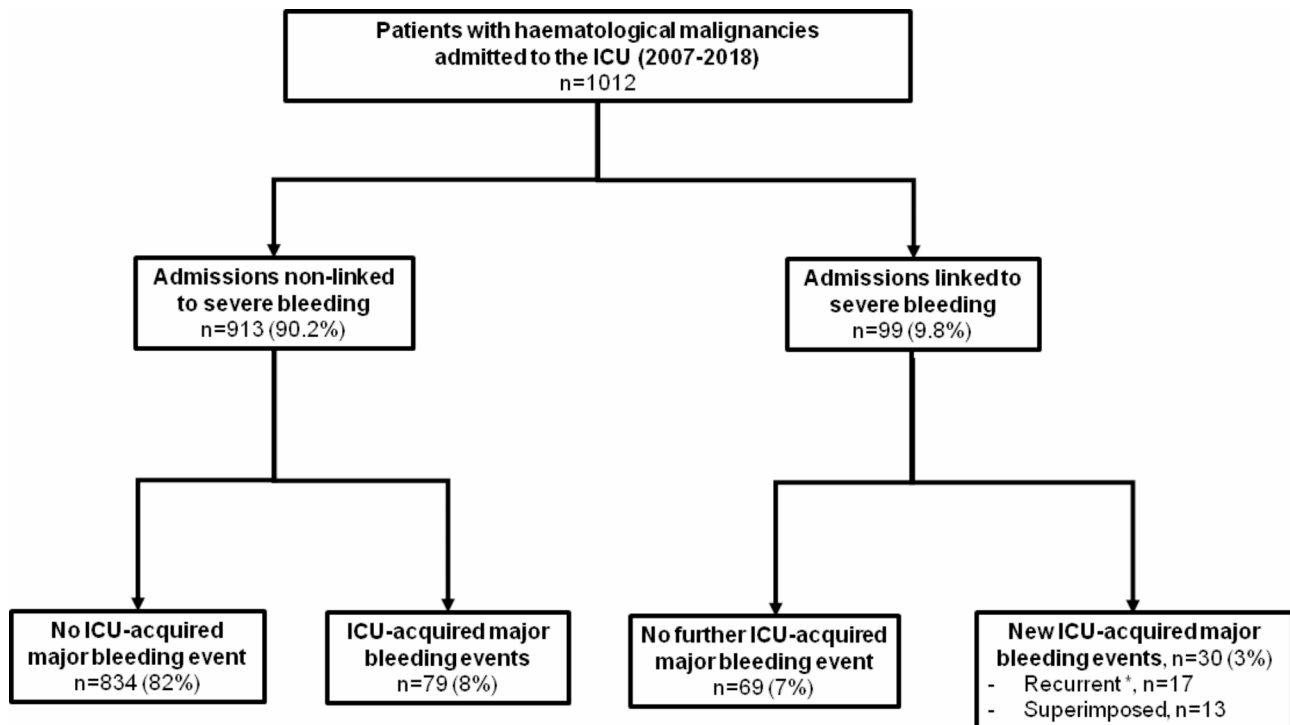 Patients with haematological malignancies
admitted to the ICU (2007-2018)
n=1012
Admissions non-linked
to severe bleeding
n=913 (90.2%)
Admissions linked to
severe bleeding
n=99 (9.8%)
No ICU-acquired
major bleeding event
n=834 (82%)
ICU-acquired major
bleeding events
n=79 (8%)
No further ICU-acquired
major bleeding event
n=69 (7%)
New ICU-acquired major
bleeding events, n=30 (3%)
- Recurrent*, n=17
- Superimposed, n=13